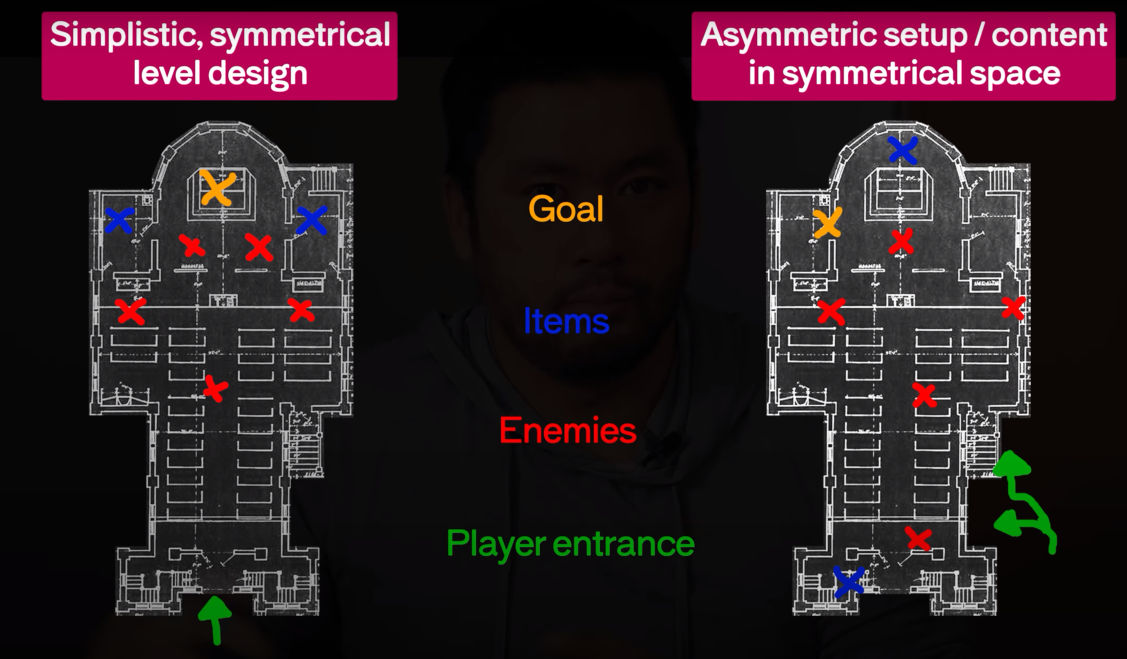 Simplistic, symmetrical
level design
Asymmetric setup / content
in symmetrical space
Goal
Items
Enemies
Player entrance